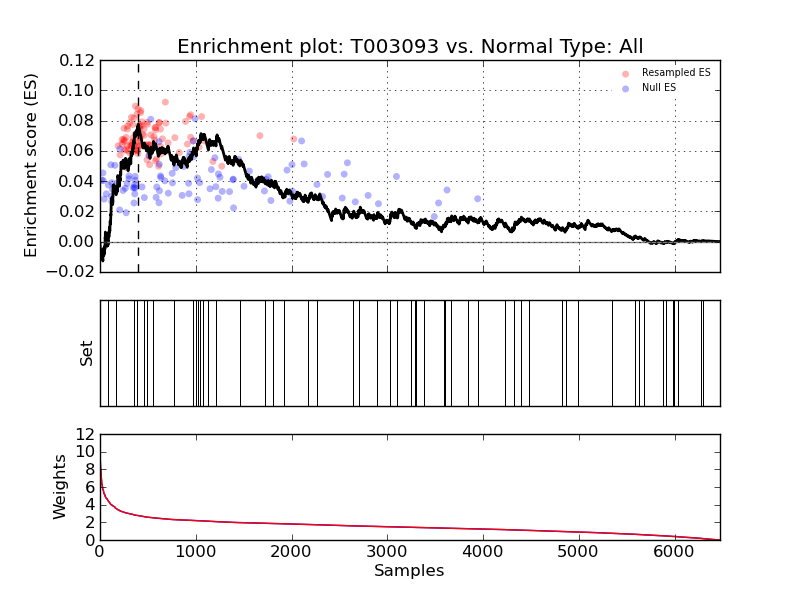 Enrichment plot: T003093 vs. Normal Type: All
Enrichment score (ES)
0.12
0.10
0.08
0.06
0.04
0.02
0.00
−0.02
Resampled ES
Null ES
Set
Weights
12
10
8
6
4
2
0
0 1000 2000 3000 4000 5000 6000
Samples